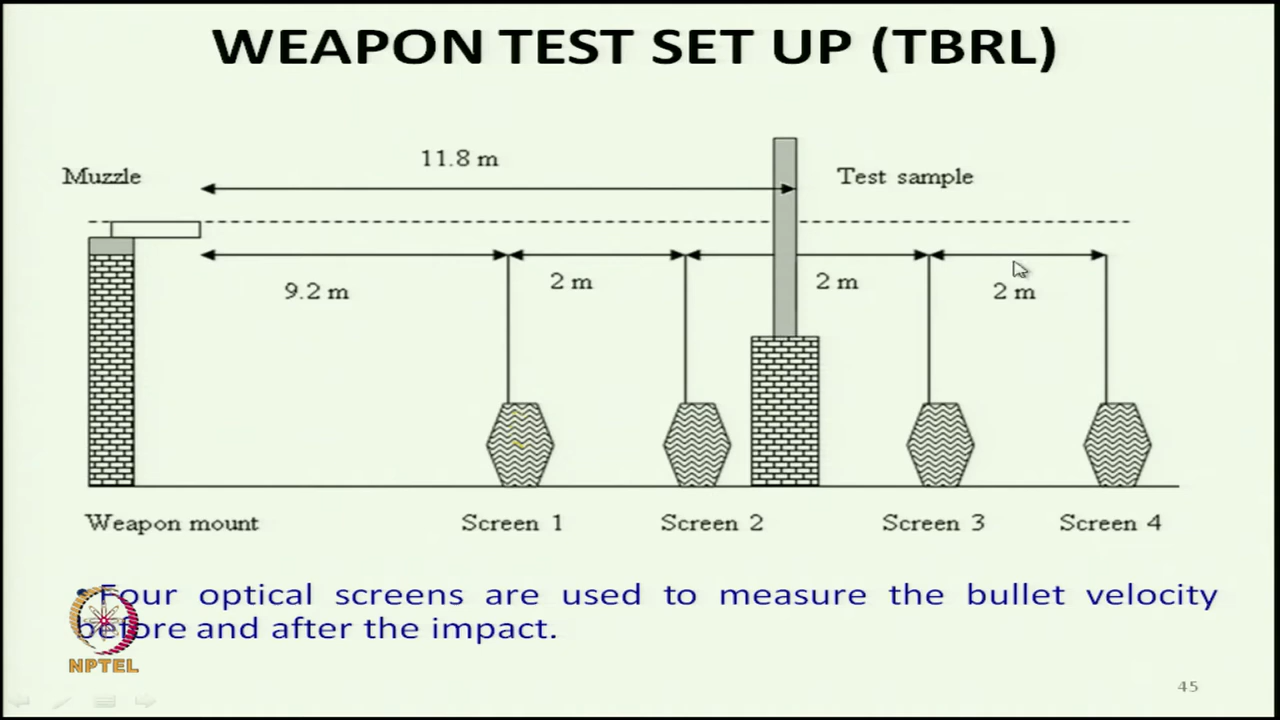 WEAPON TEST SET UP (TBRL)
11.8 m
Muzzle
Test sample
9.2 m
2 m
2 m
2 m
Weapon mount
Screen 1
Screen 2
Screen 3
Screen 4
• Four optical screens are used to measure the bullet velocity
before and after the impact.
NPTEL
45